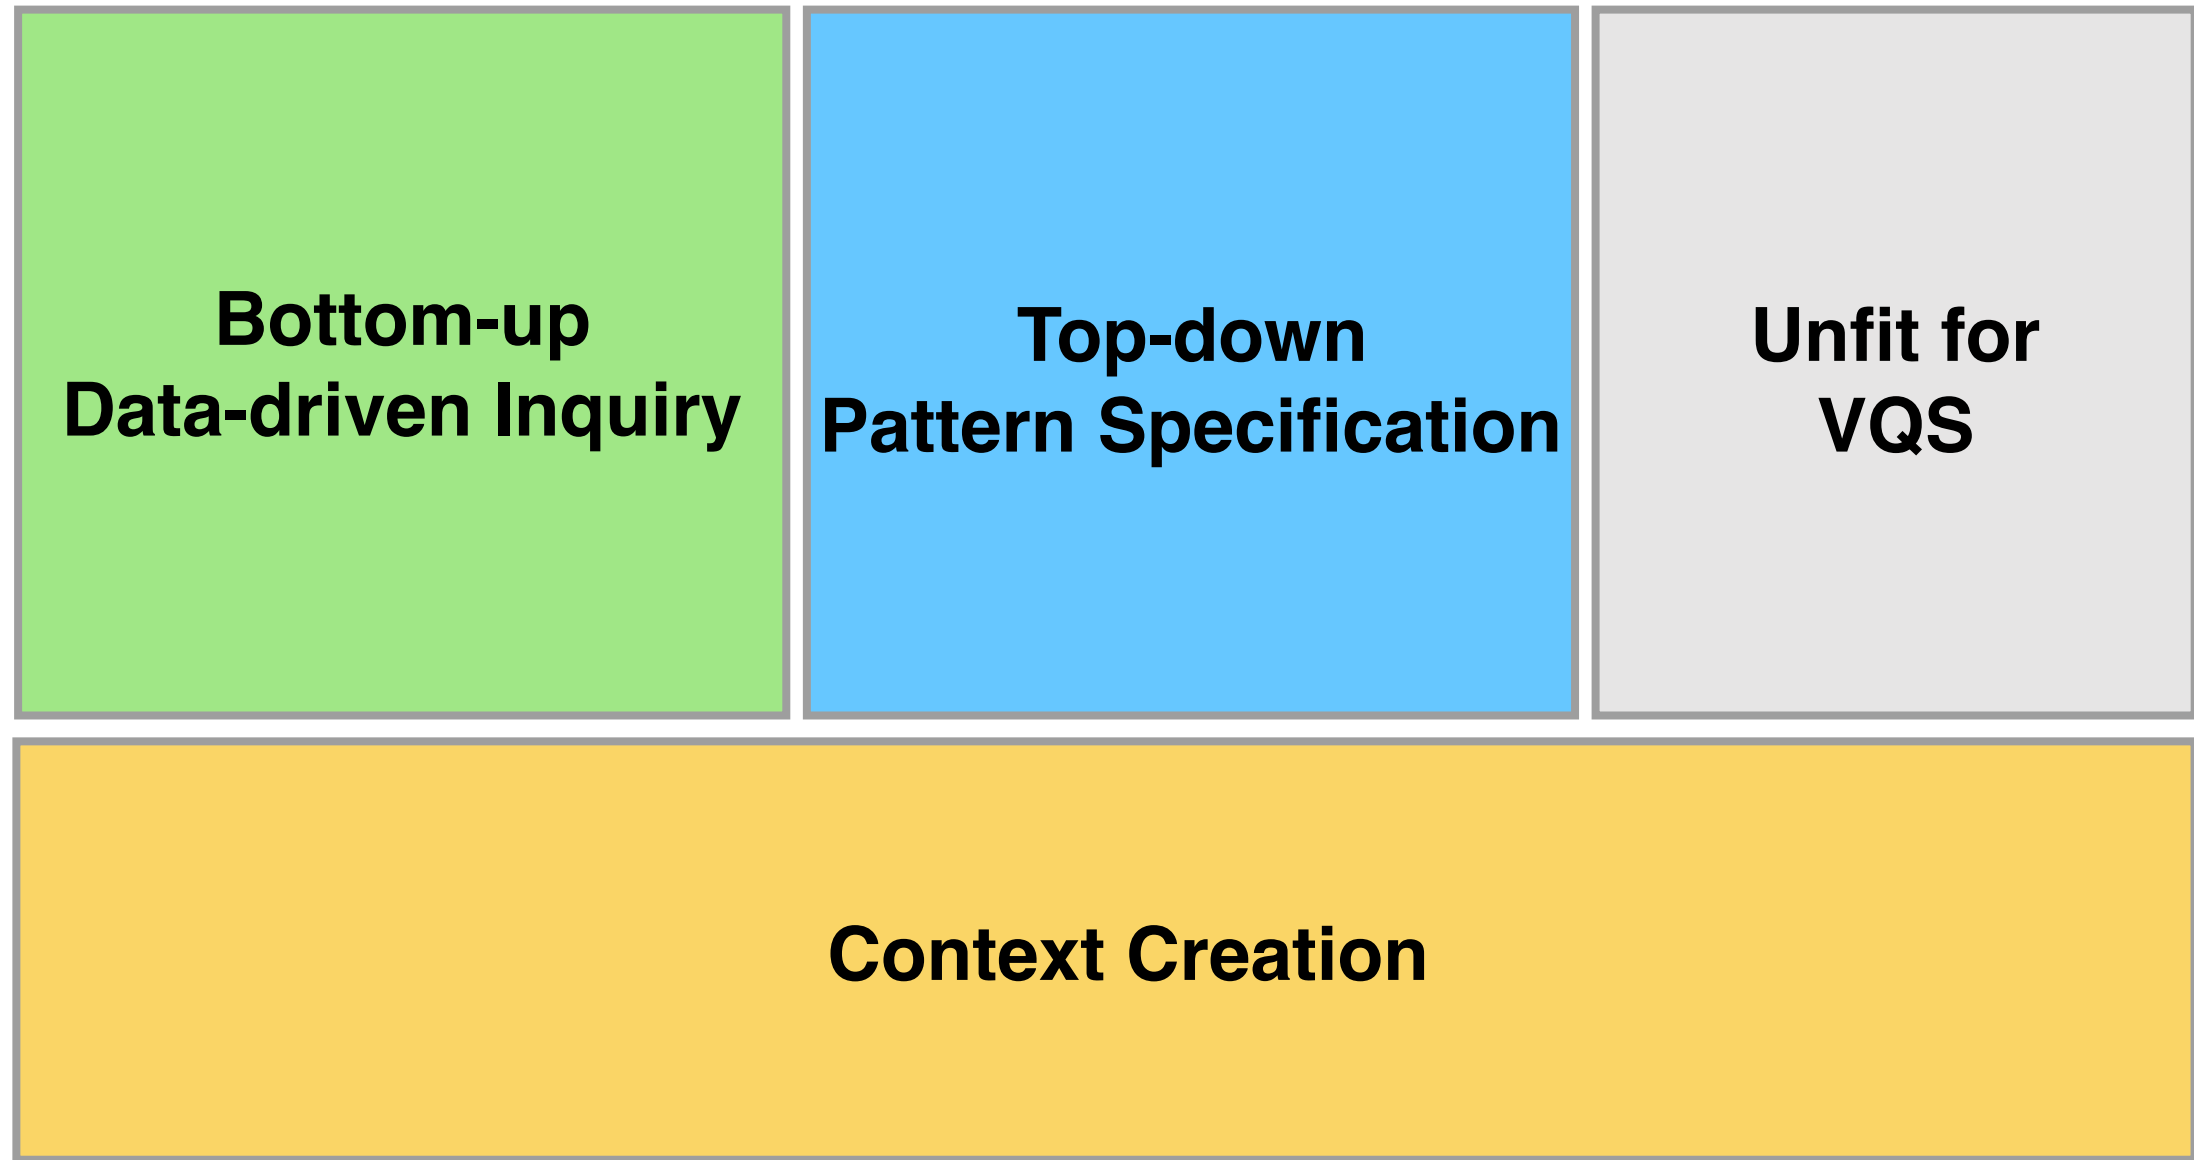 Bottom-up
Data-driven Inquiry
Top-down
Pattern Specification
Unfit for
VQS
Context Creation